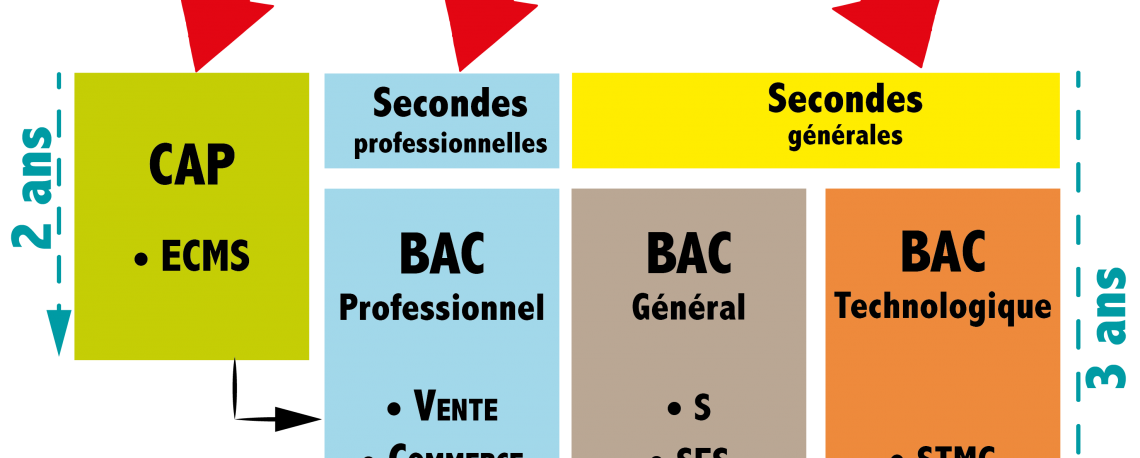 2 ans
CAP
• ECMS
Secondes
professionnelles
Secondes
générales
BAC
Professionnel
• VENTE
• COMMERCE
BAC
Général
• S
• SES
BAC
Technologique
• STMG
3 ans